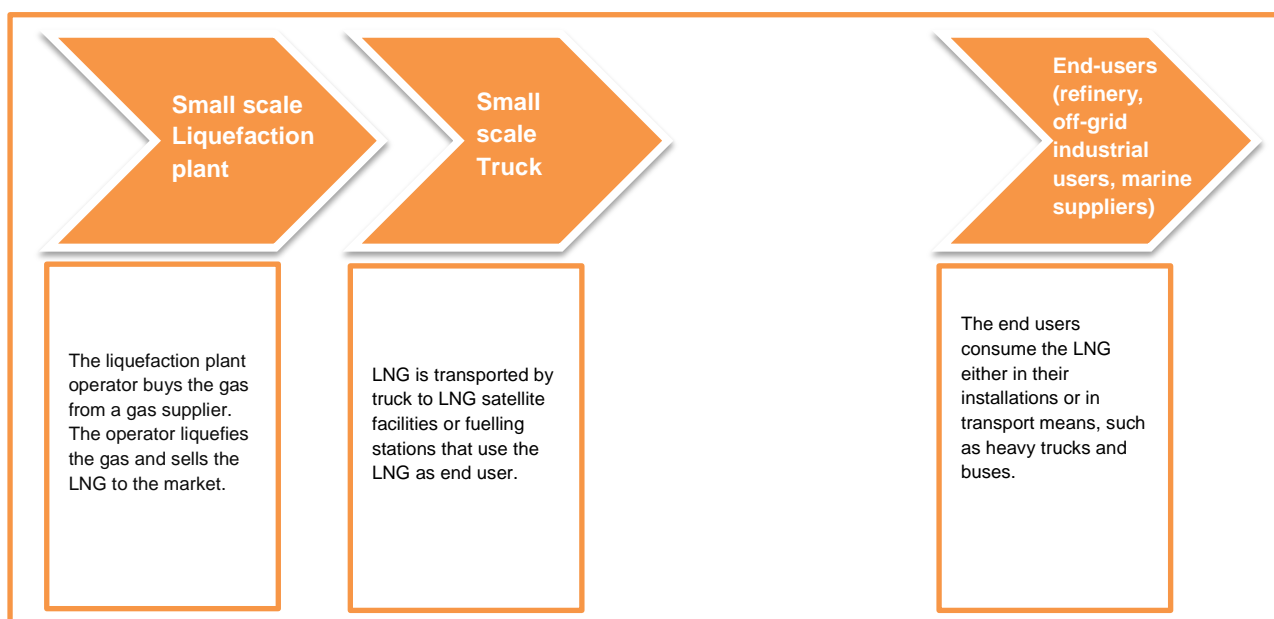 Small scale
Liquefaction
plant
Small
scale
Truck
End-users
(refinery,
off-grid
industrial
users, marine
suppliers)
The liquefaction plant
operator buys the gas
from a gas supplier.
The operator liquefies
the gas and sells the
LNG to the market.
LNG is transported by
truck to LNG satellite
facilities or fuelling
stations that use the
LNG as end user.
The end users
consume the LNG
either in their
installations or in
transport means, such
as heavy trucks and
buses.